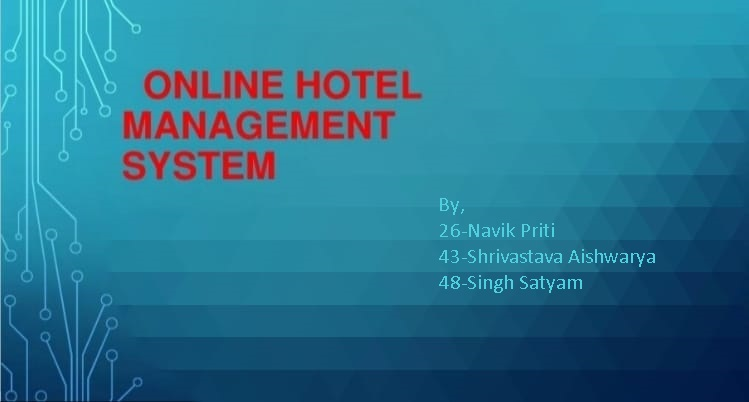 ONLINE HOTEL
MANAGEMENT
SYSTEM
By,
26-Navik Priti
43-Shrivastava Aishwarya
48-Singh Satyam